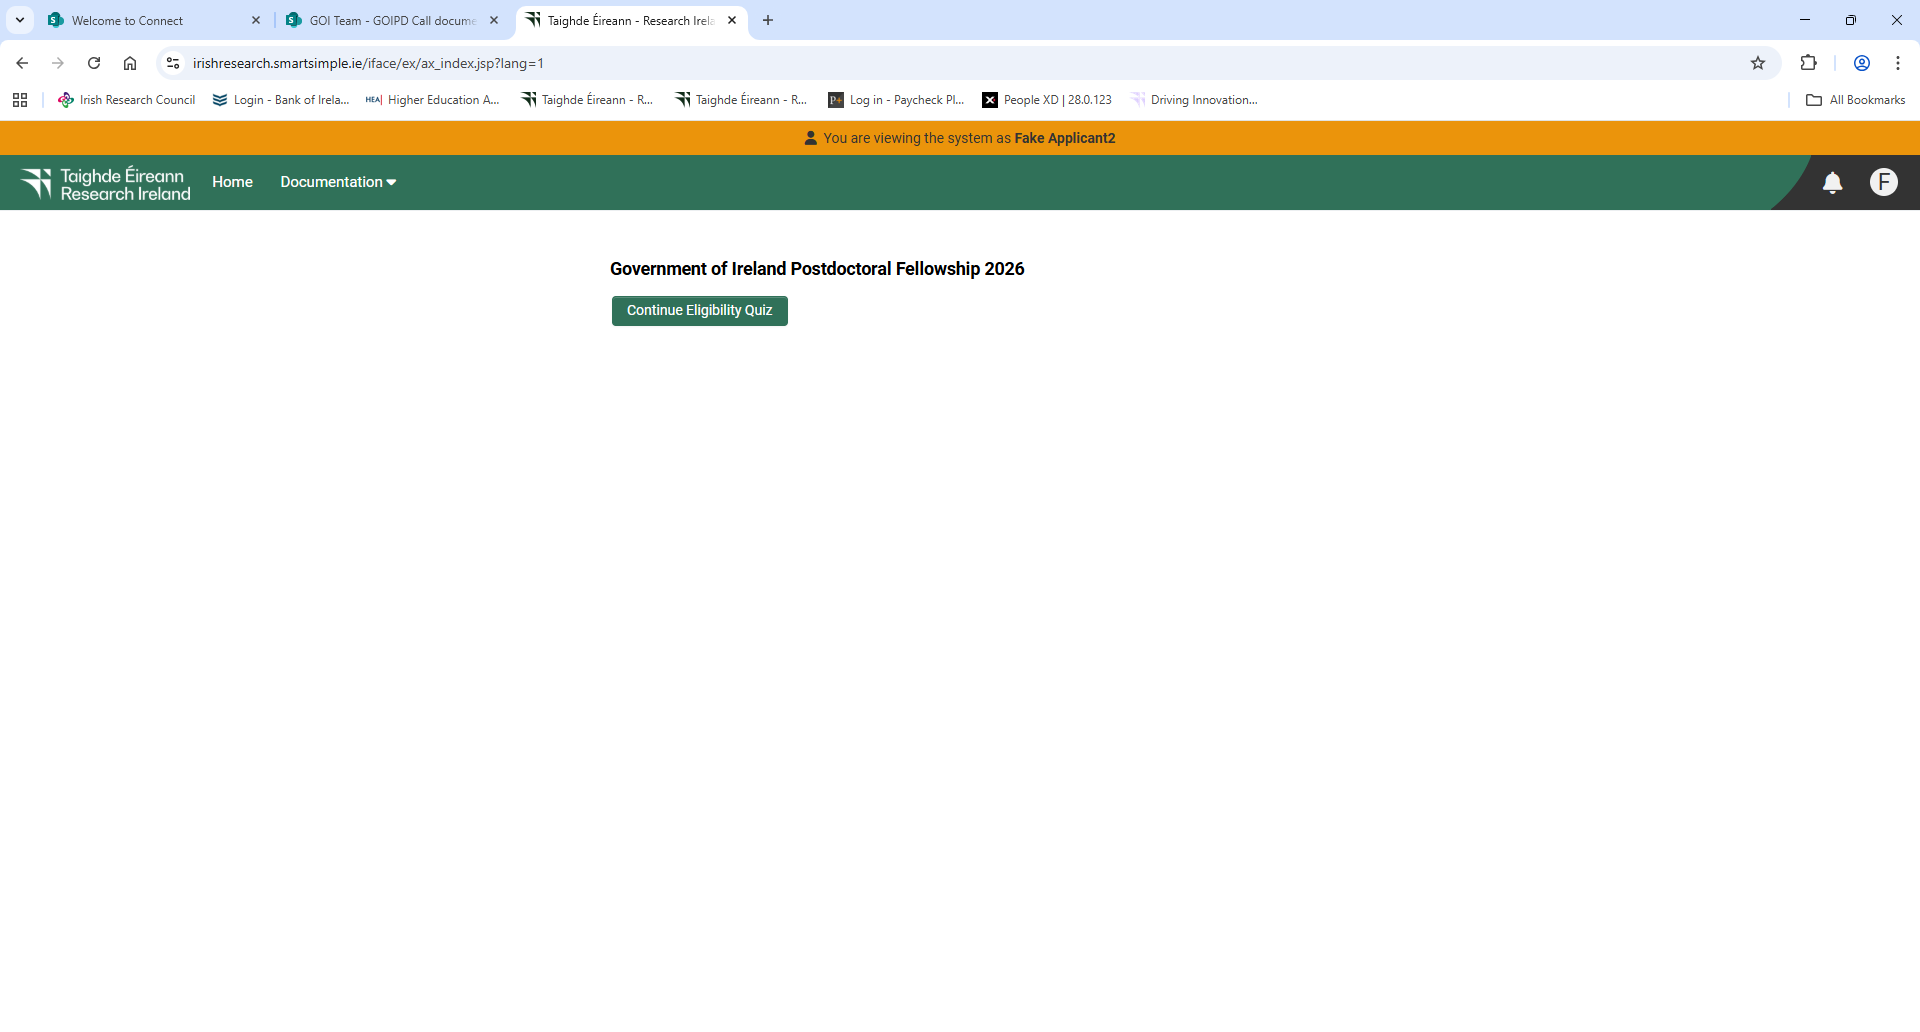 Welcome to Connect
GOI Team - GOIPD Call docume
Taighde Éireann - Research Irela
irishresearch.smartsimple.ie/iface/ex/ax_index.jsp?lang=1
Irish Research Council
Login - Bank of Irela...
HEA| Higher Education A...
Taighde Éireann - R...
Taighde Éireann - R...
P+ Log in - Paycheck Pl...
People XD | 28.0.123
Driving Innovation...
All Bookmarks
You are viewing the system as Fake Applicant2
Taighde Éireann
Research Ireland
Home
Documentation
F
Government of Ireland Postdoctoral Fellowship 2026
Continue Eligibility Quiz